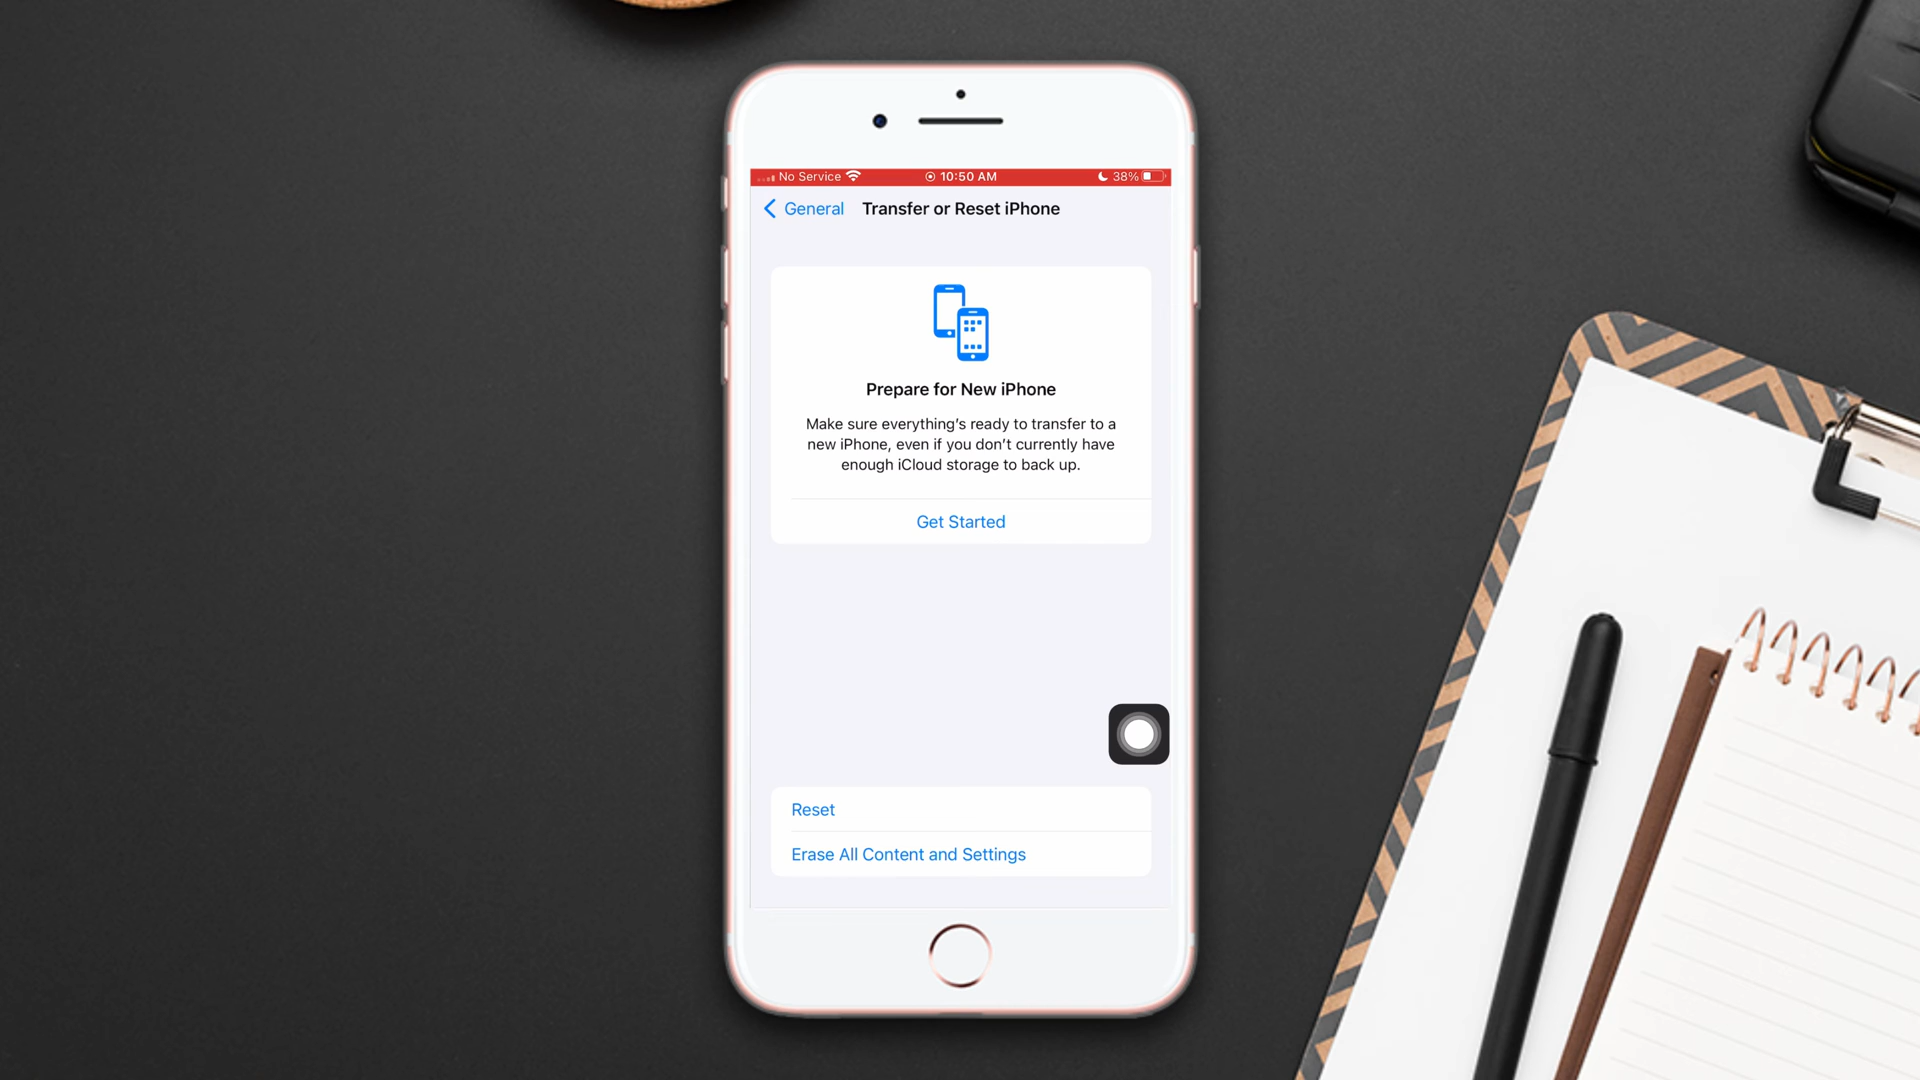 No Service 10:50 AM 38%
General Transfer or Reset iPhone
Prepare for New iPhone
Make sure everything's ready to transfer to a
new iPhone, even if you don't currently have
enough iCloud storage to back up.
Get Started
Reset
Erase All Content and Settings